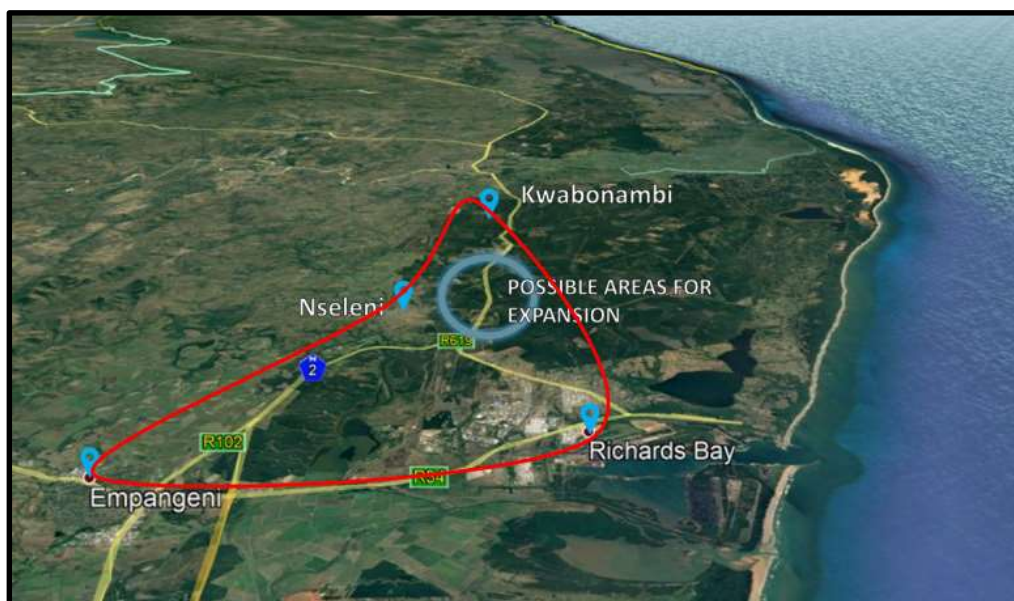 Kwabonambi
Nseleni
POSSIBLE AREAS FOR
EXPANSION
R619
N
2
R102
Richards Bay
R34
Empangeni